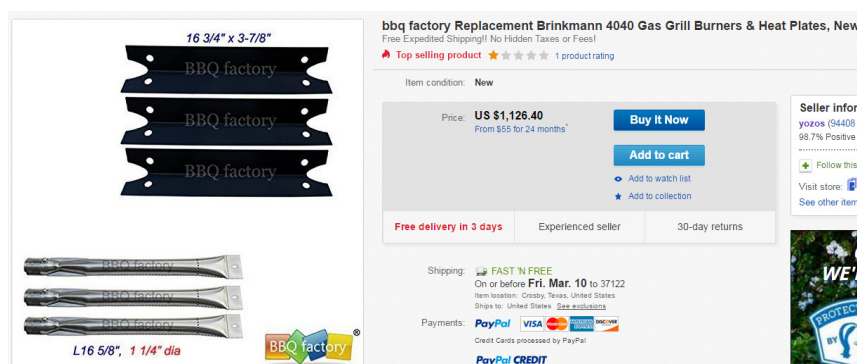 bbq factory Replacement Brinkmann 4040 Gas Grill Burners & Heat Plates, New
Free Expedited Shipping!! No Hidden Taxes or Fees!
Top selling product 1 product rating
16 3/4" x 3-7/8"
BBQ factory
BBQ factory
BBQ factory
BBQ factory
BBQ factory
BBQ factory
L16 5/8", 1 1/4" dia
BBQ factory ®
Item condition: New
Price: US $1,126.40
From $55 for 24 months*
Buy It Now
Add to cart
Add to watch list
Add to collection
Free delivery in 3 days Experienced seller 30-day returns
Shipping: FAST 'N FREE
On or before Fri. Mar. 10 to 37122
Item location: Crosby, Texas, United States
Ships to: United States See exclusions
Payments: PayPal VISA MasterCard DISCOVER
Credit Cards processed by PayPal
PayPal CREDIT
Seller infor
yozos (94408
98.7% Positive
Follow this
Visit store:
See other item
WE'
PROTEC
BY